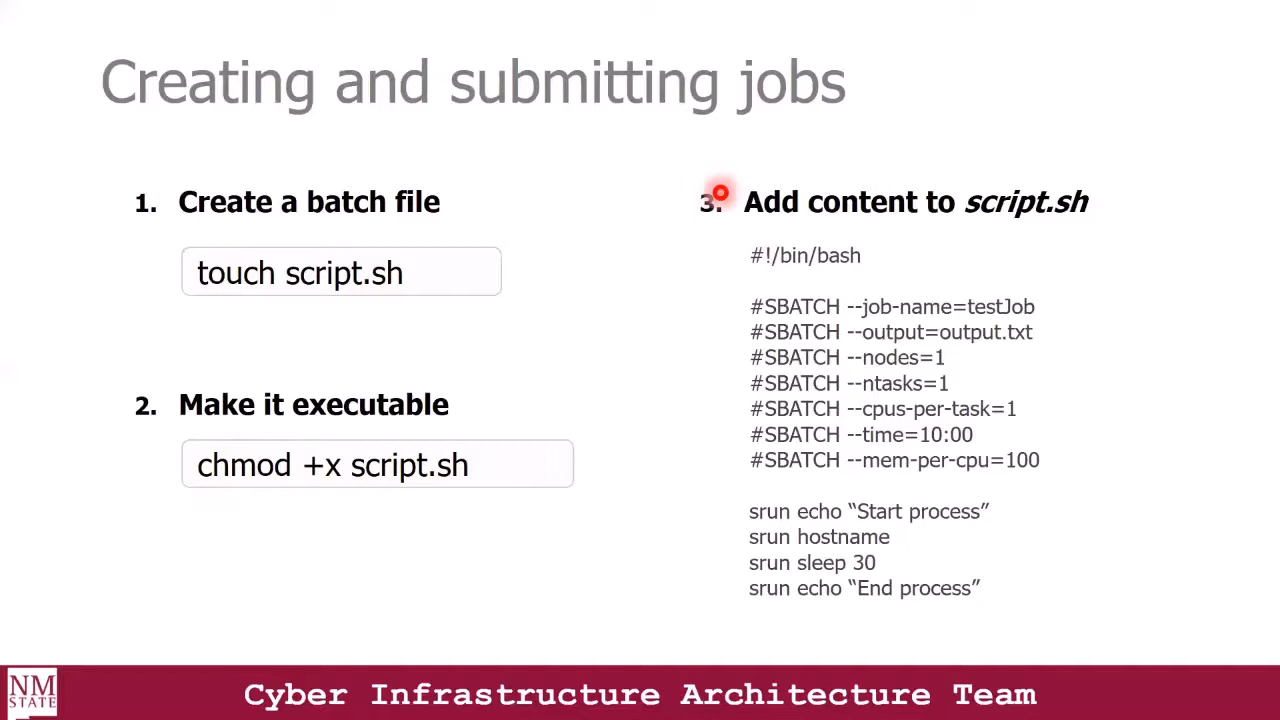 Creating and submitting jobs
1. Create a batch file
touch script.sh
2. Make it executable
chmod +x script.sh
3. Add content to script.sh
#!/bin/bash
#SBATCH --job-name=testJob
#SBATCH --output=output.txt
#SBATCH --nodes=1
#SBATCH --ntasks=1
#SBATCH --cpus-per-task=1
#SBATCH --time=10:00
#SBATCH --mem-per-cpu=100
srun echo “Start process”
srun hostname
srun sleep 30
srun echo “End process”
NM
STATE
Cyber Infrastructure Architecture Team